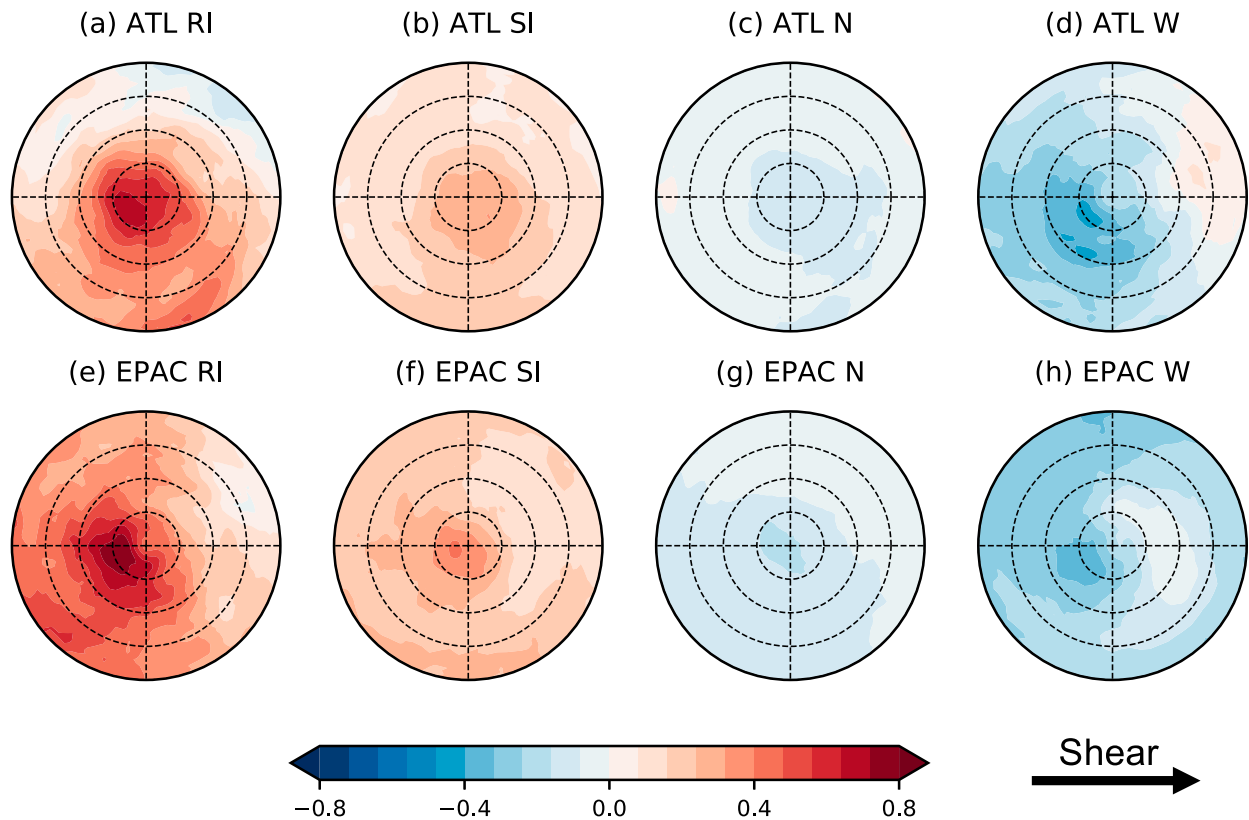 (a) ATL RI
(b) ATL SI
(c) ATL N
(d) ATL W
(e) EPAC RI
(f) EPAC SI
(g) EPAC N
(h) EPAC W
Shear
−0.8
−0.4
0.0
0.4
0.8